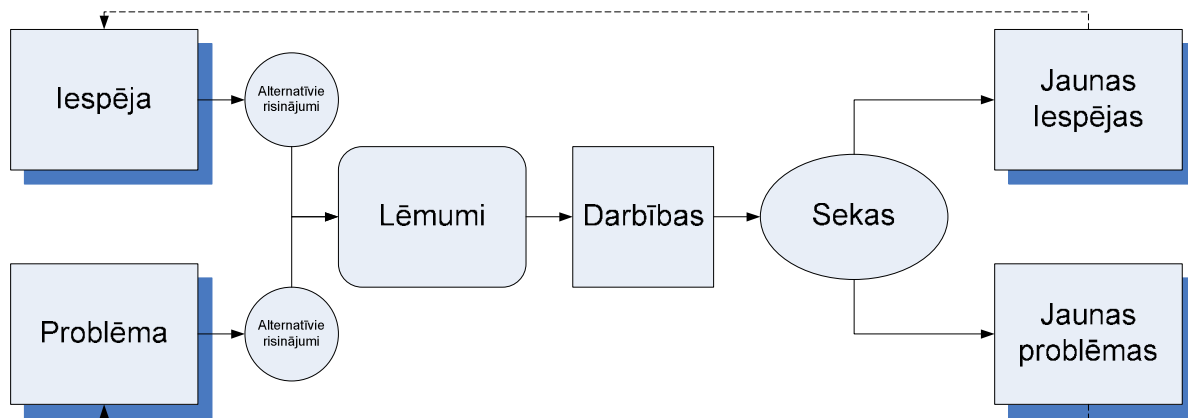 Iespēja
Alternatīvie
risinājumi
Jaunas
Iespējas
Lēmumi
Darbības
Sekas
Problēma
Alternatīvie
risinājumi
Jaunas
problēmas